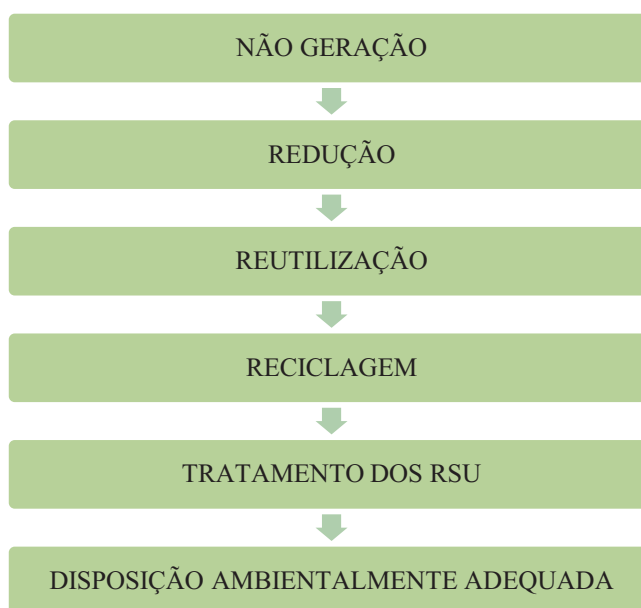 NÃO GERAÇÃO
REDUÇÃO
REUTILIZAÇÃO
RECICLAGEM
TRATAMENTO DOS RSU
DISPOSIÇÃO AMBIENTALMENTE ADEQUADA